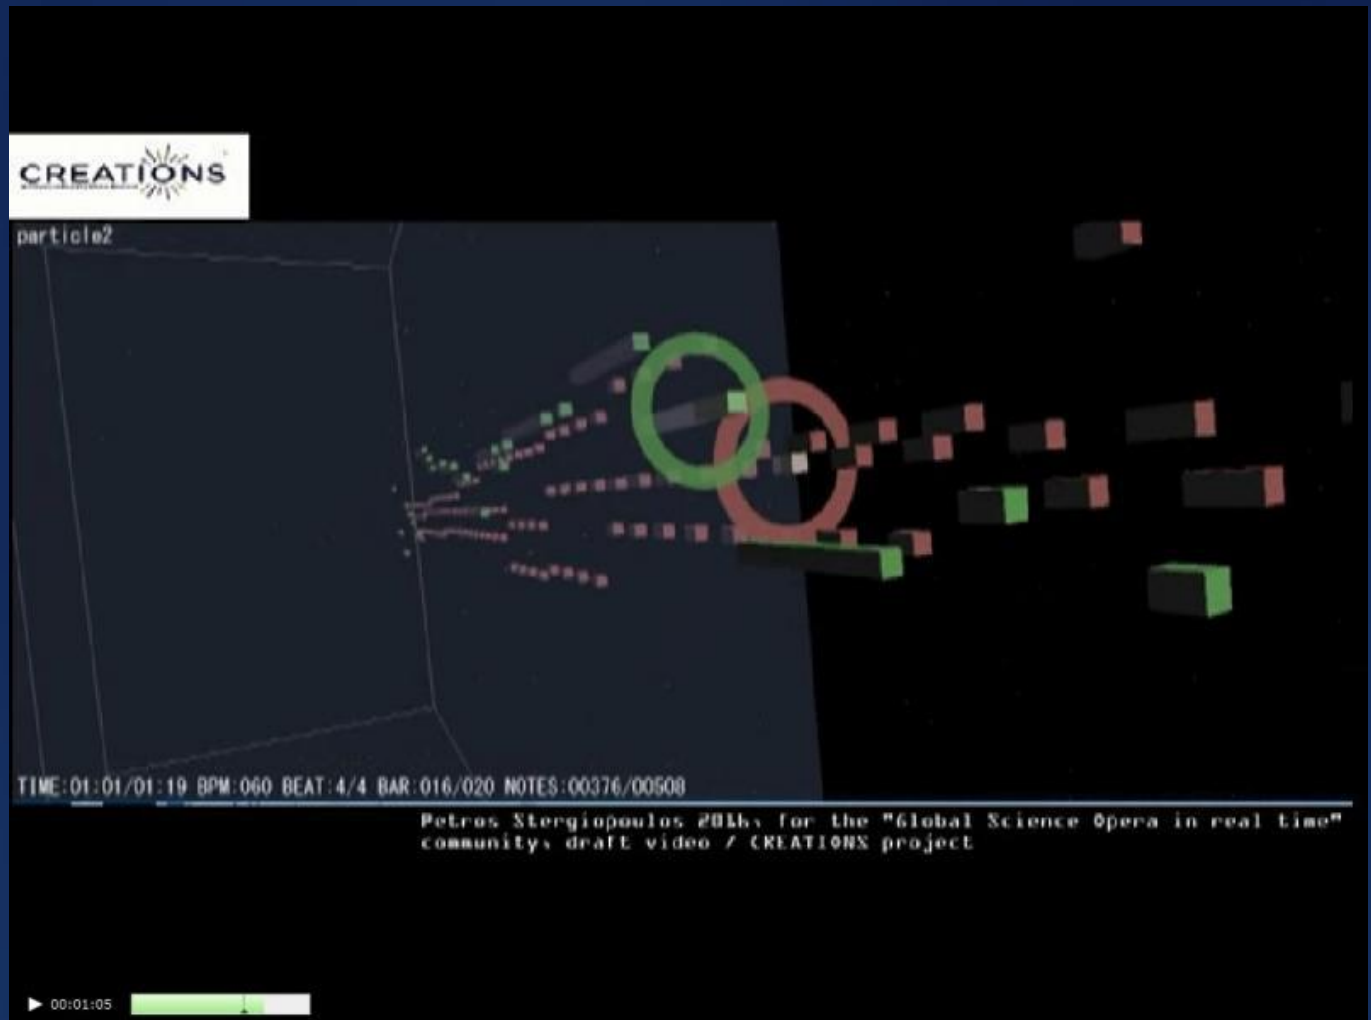 CREATIONS
particle2
TIME:01:01/01:19 BPM:060 BEAT:4/4 BAR:016/020 NOTES:00376/00508
Petros Stergiopoulos 2016, for the "Global Science Opera in real time"
community, draft video / CREATIONS project
00:01:05